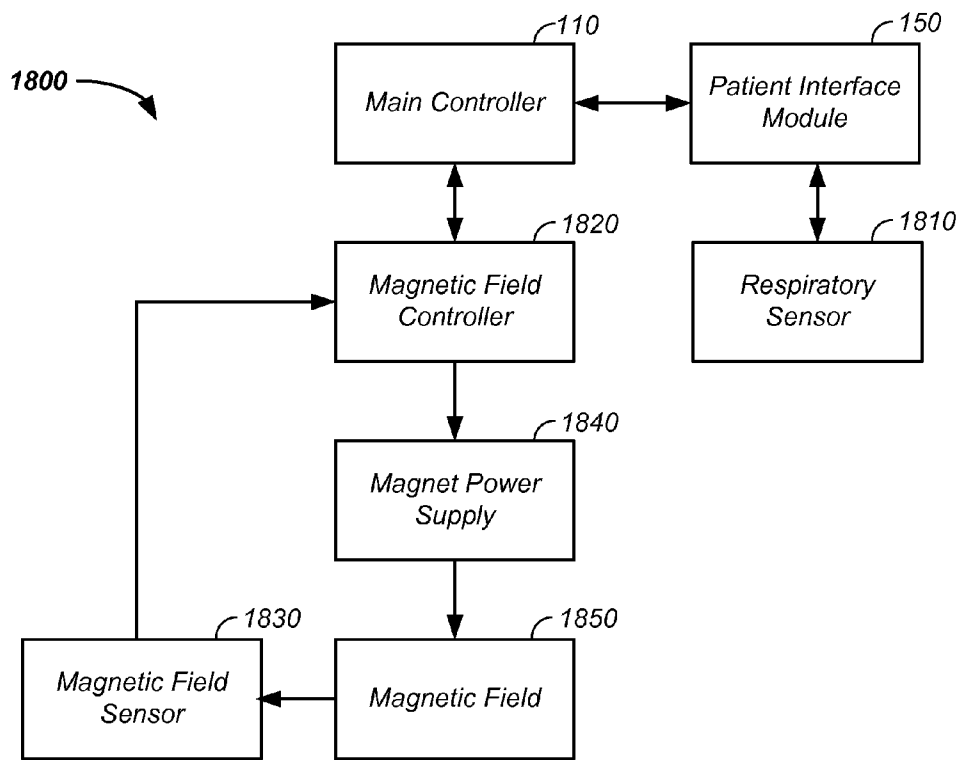 110
150
1800
Main Controller
Patient Interface
Module
1820
1810
Magnetic Field
Controller
Respiratory
Sensor
1840
Magnet Power
Supply
1830
1850
Magnetic Field
Sensor
Magnetic Field